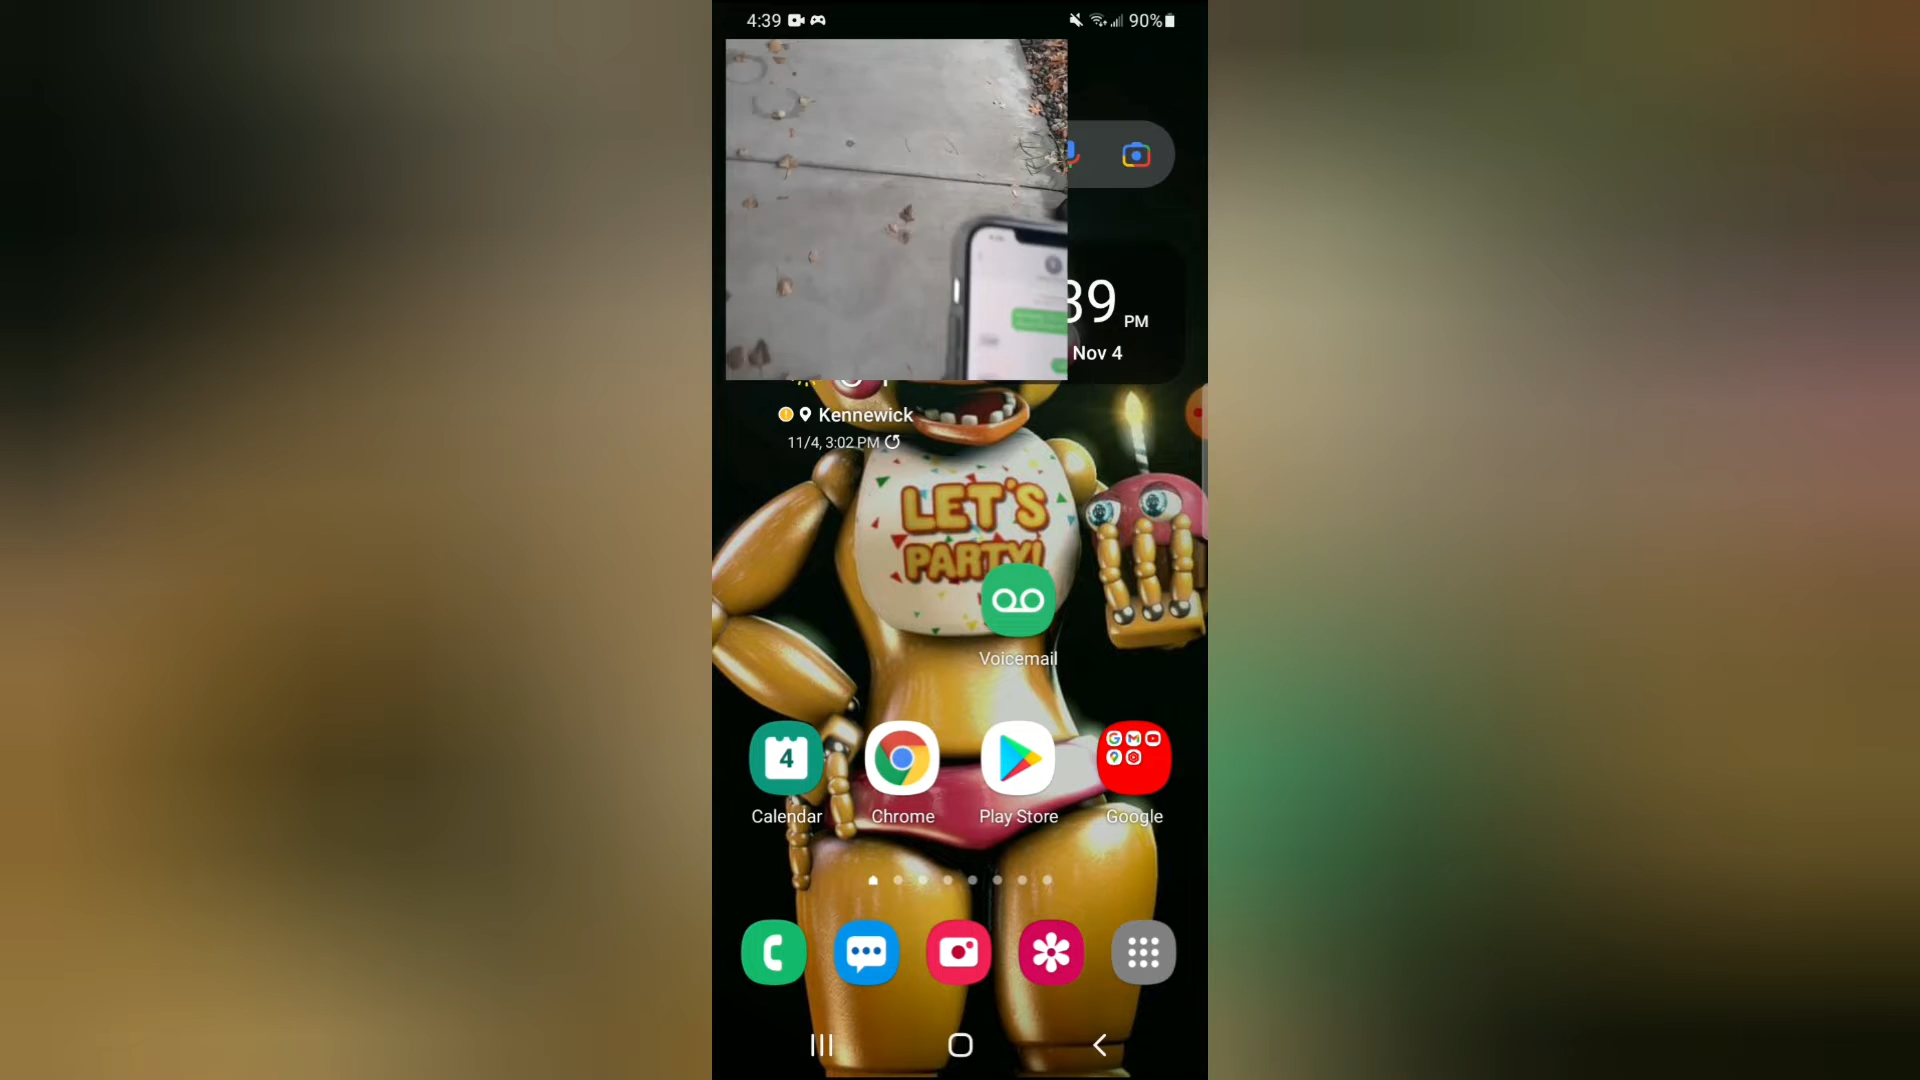 4:39
90%
39
PM
Nov 4
Kennewick
11/4, 3:02 PM
LET'S
PARTY!
Voicemail
4
Calendar
Chrome
Play Store
Google